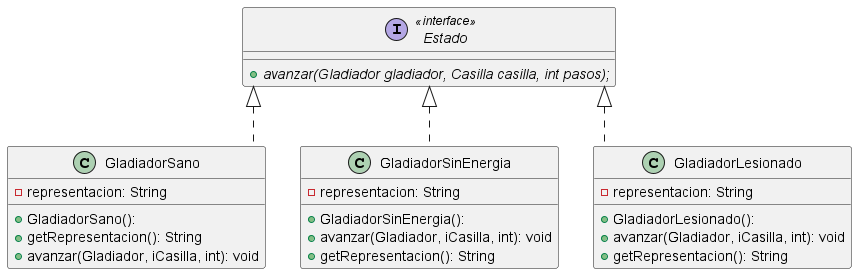 «interface»
I
Estado
avanzar(Gladiador gladiador, Casilla casilla, int pasos);
C GladiadorSano
representacion: String
GladiadorSano():
getRepresentacion(): String
avanzar(Gladiador, iCasilla, int): void
C GladiadorSinEnergia
representacion: String
GladiadorSinEnergia():
avanzar(Gladiador, iCasilla, int): void
getRepresentacion(): String
C GladiadorLesionado
representacion: String
GladiadorLesionado():
avanzar(Gladiador, iCasilla, int): void
getRepresentacion(): String